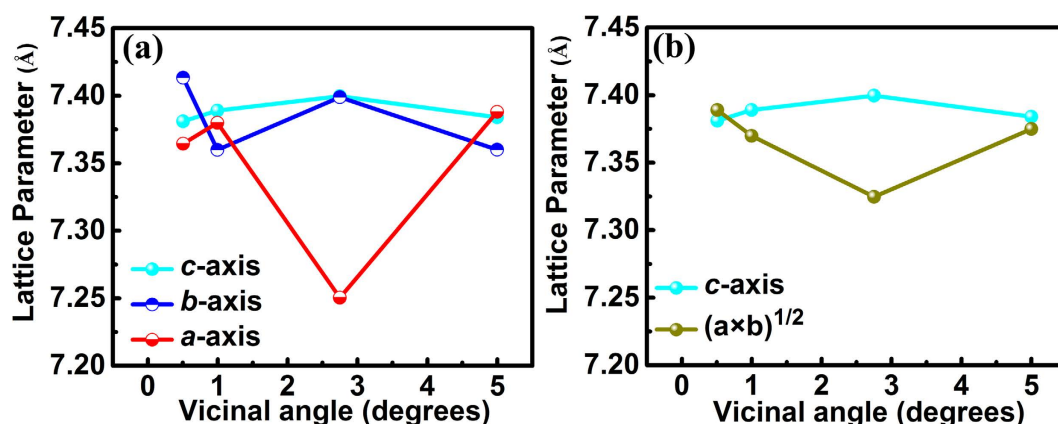 (a)
Lattice Parameter (Å)
7.45
7.40
7.35
7.30
7.25
7.20
c-axis
b-axis
a-axis
0 1 2 3 4 5
Vicinal angle (degrees)
(b)
Lattice Parameter (Å)
7.45
7.40
7.35
7.30
7.25
7.20
c-axis
(a×b)^{1/2}
0 1 2 3 4 5
Vicinal angle (degrees)